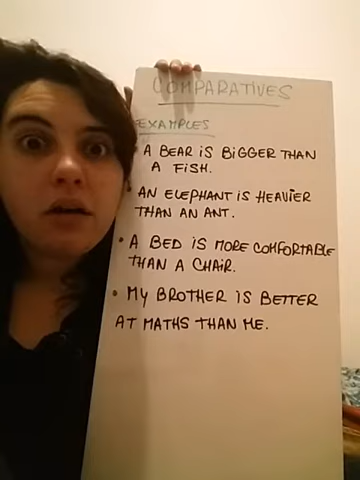 COMPARATIVES
EXAMPLES
A BEAR IS BIGGER THAN
A FISH.
AN ELEPHANT IS HEAVIER
THAN AN ANT.
• A BED IS MORE COMFORTABLE
THAN A CHAIR.
• MY BROTHER IS BETTER
AT MATHS THAN ME.